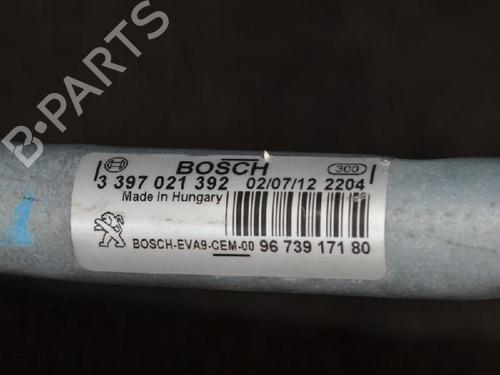 B-PARTS
BOSCH 300
3 397 021 392 02/07/12 2204
Made in Hungary
BOSCH-EVA9-CEM-00 96 739 171 80